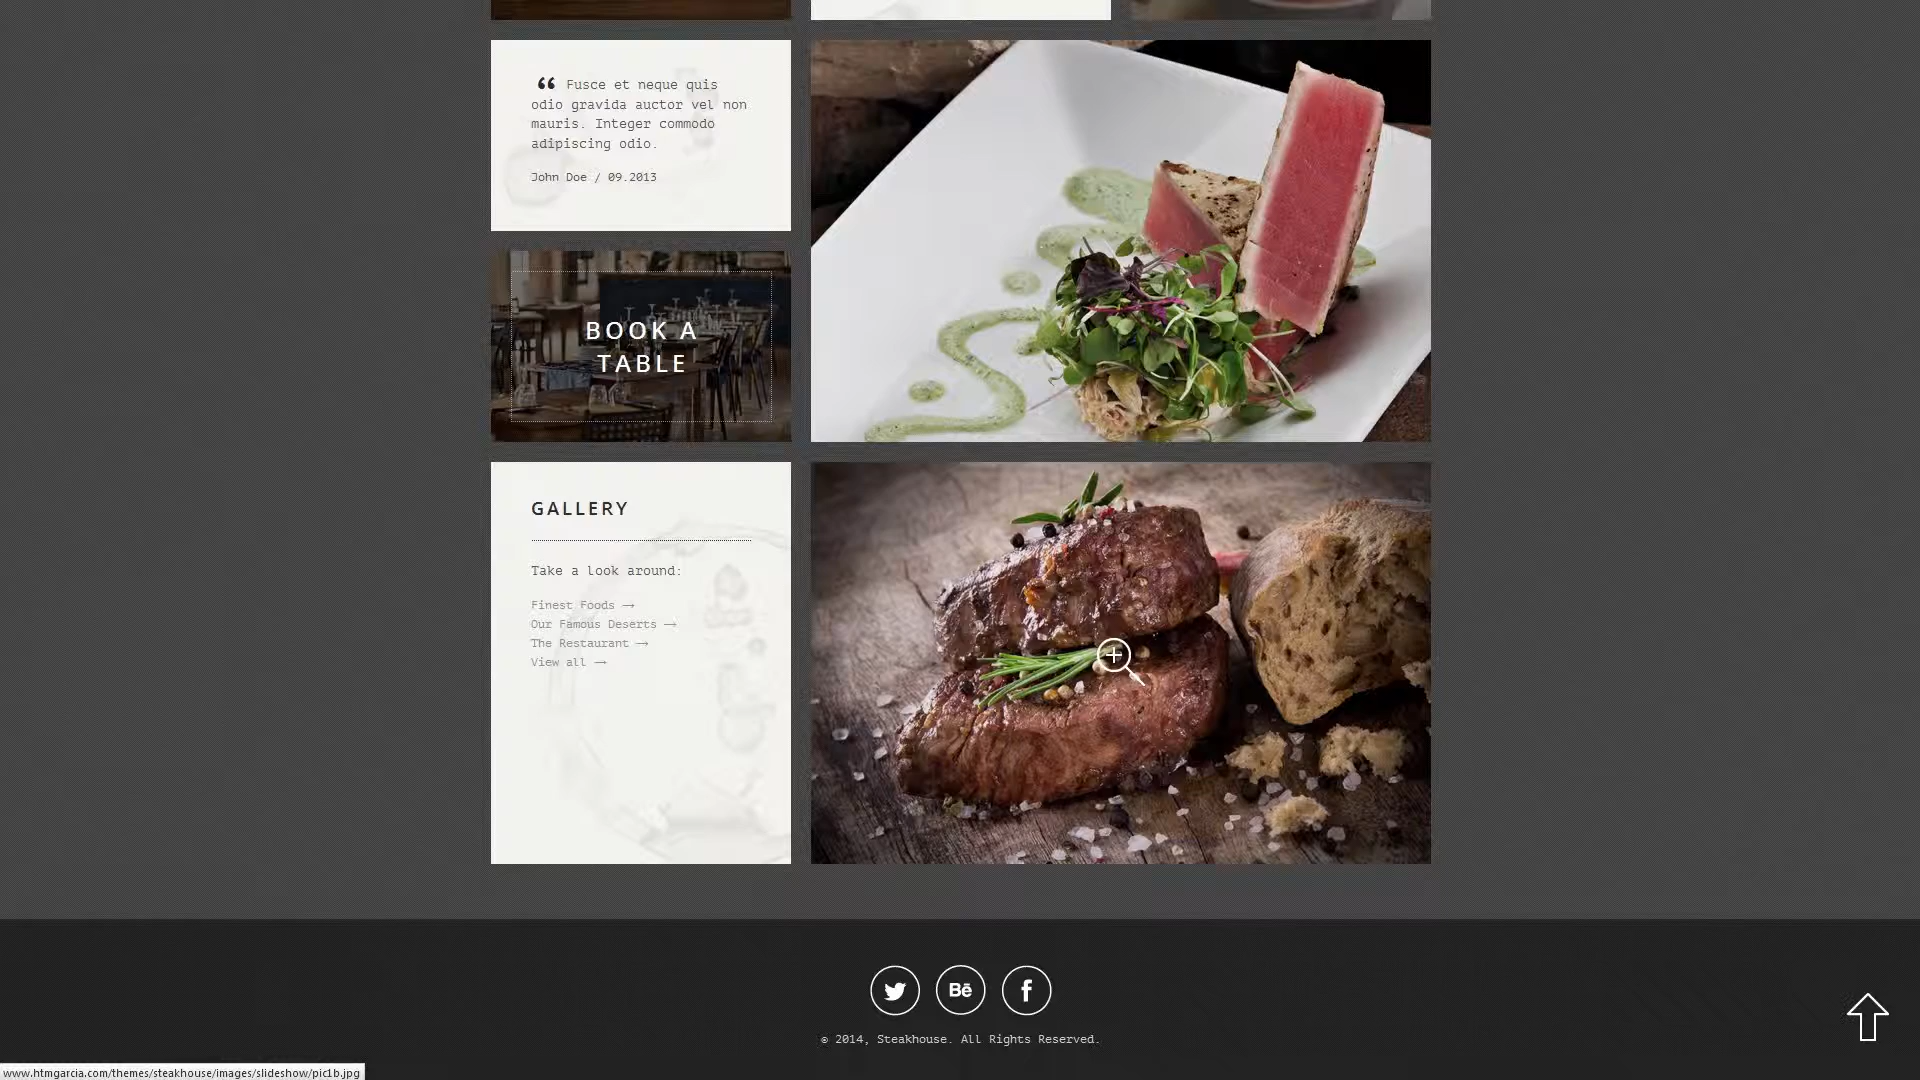 “ Fusce et neque quis
odio gravida auctor vel non
mauris. Integer commodo
adipiscing odio.
John Doe / 09.2013
BOOK A
TABLE
GALLERY
Take a look around:
Finest Foods →
Our Famous Deserts →
The Restaurant →
View all →
Bē
f
© 2014, Steakhouse. All Rights Reserved.
www.htmgarcia.com/themes/steakhouse/images/slideshow/pic1b.jpg